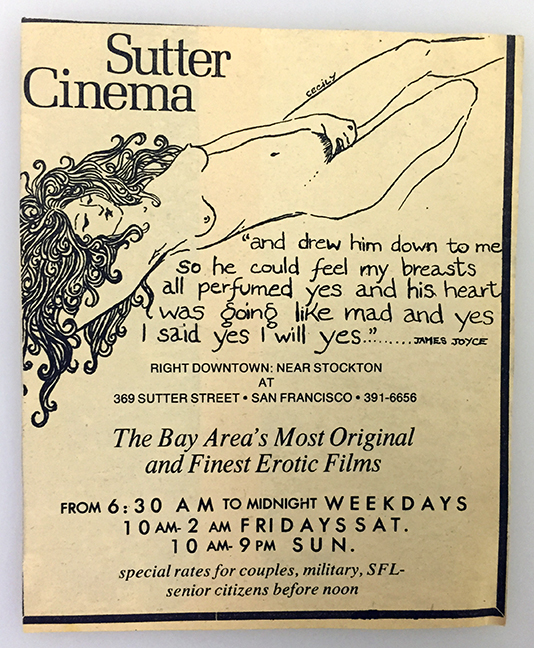 Sutter
Cinema
CECILY
"and drew him down to me
so he could feel my breasts
all perfumed yes and his heart
was going like mad and yes
I said yes I will yes."........JAMES JOYCE
RIGHT DOWNTOWN: NEAR STOCKTON
AT
369 SUTTER STREET • SAN FRANCISCO • 391-6656
The Bay Area's Most Original
and Finest Erotic Films
FROM 6:30 AM TO MIDNIGHT WEEKDAYS
10 AM- 2 AM FRIDAYS SAT.
10 AM- 9 PM SUN.
special rates for couples, military, SFL-
senior citizens before noon